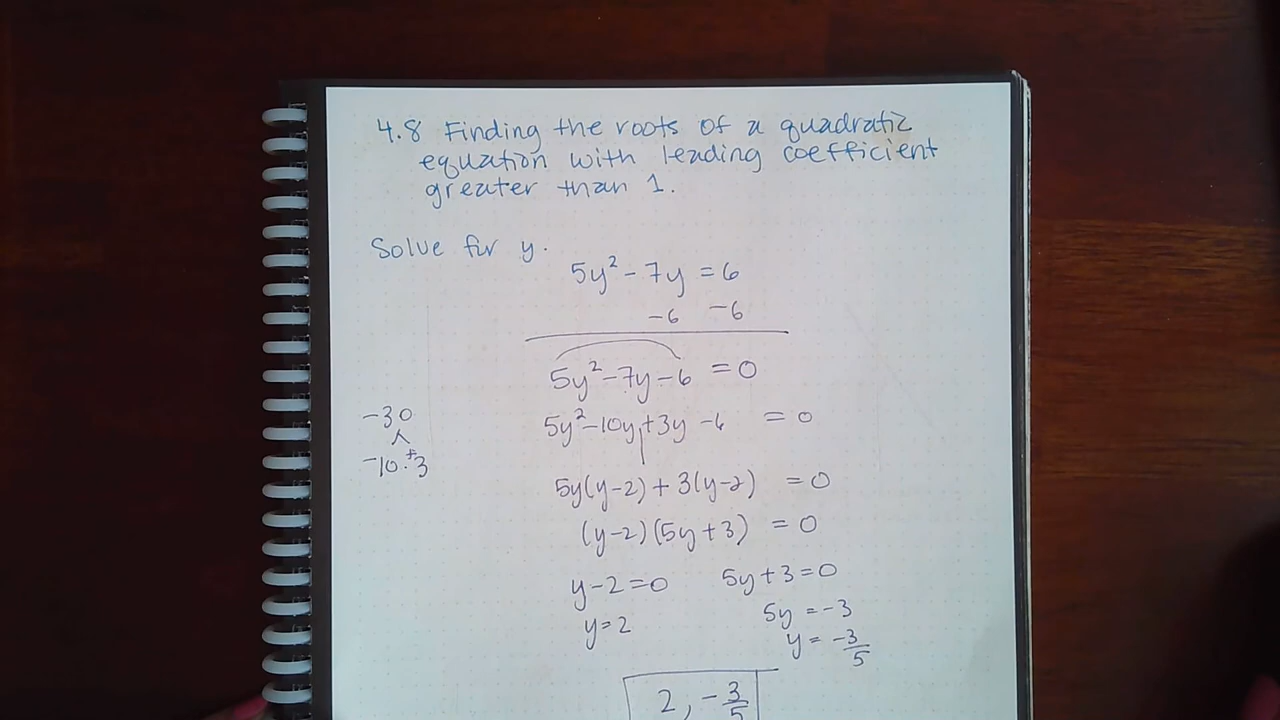 4.8 Finding the roots of a quadratic
equation with leading coefficient
greater than 1.
Solve for y.
5y² - 7y = 6
-6 -6
5y² - 7y - 6 = 0
-30
5y² - 10y + 3y - 6 = 0
-10 · +3
5y(y-2) + 3(y-2) = 0
(y-2)(5y+3) = 0
y-2=0 5y+3=0
5y = -3
y=2
y = -3/5
2, -3/5